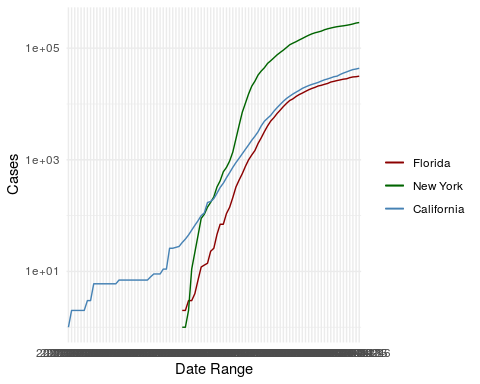 1e+05
1e+03
1e+01
Cases
Date Range
Florida
New York
California